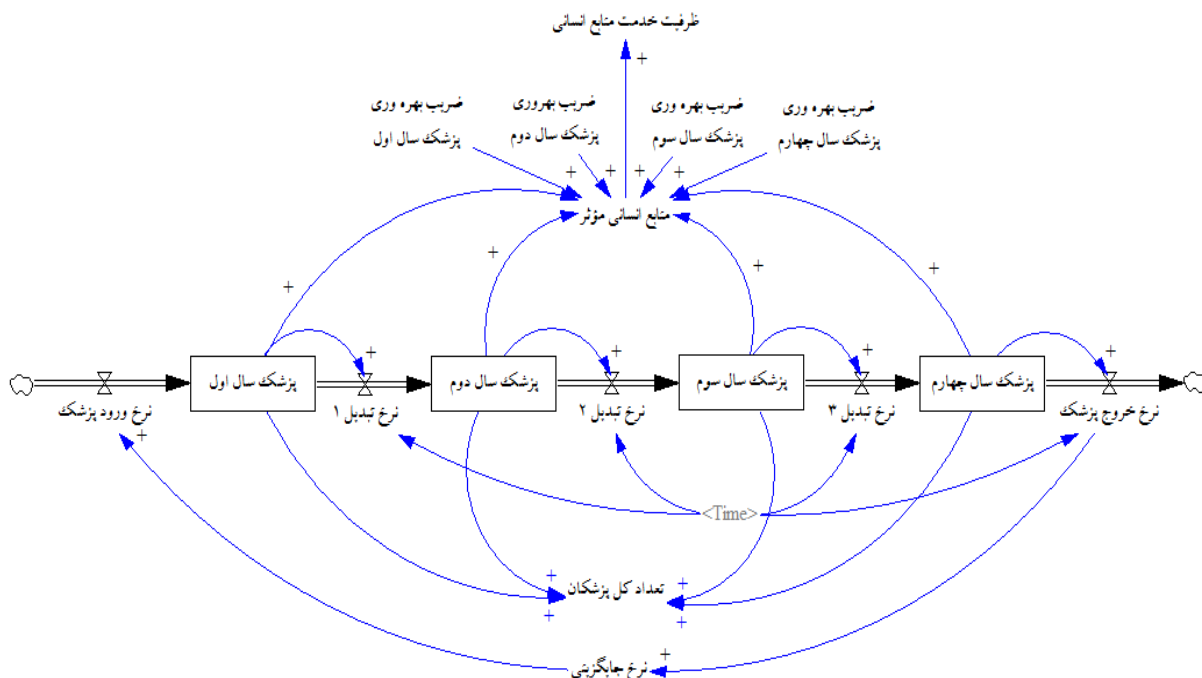 ظرفیت خدمت منابع انسانی
+
ضریب بهره وری
پزشک سال اول
ضریب بهروری
پزشک سال دوم
ضریب بهره وری
پزشک سال سوم
ضریب بهره وری
پزشک سال چهارم
+ + + +
منابع انسانی مؤثر
+ + + +
+ + + +
پزشک سال اول
پزشک سال دوم
پزشک سال سوم
پزشک سال چهارم
نرخ ورود پزشک
نرخ تبدیل ۱
نرخ تبدیل ۲
نرخ تبدیل ۳
نرخ خروج پزشک
+
<Time>
+ +
تعداد کل پزشکان
+ +
نرخ جایگزینی
+